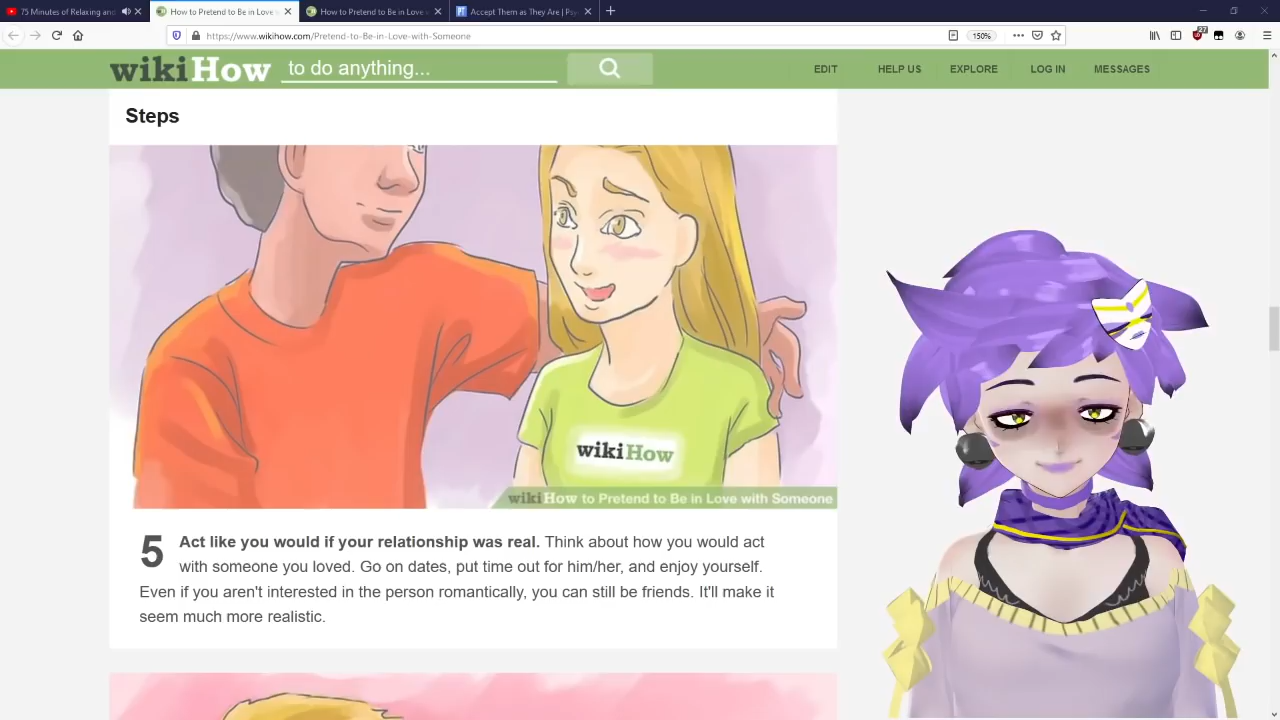 75 Minutes of Relaxing and
How to Pretend to Be in Love
How to Pretend to Be in Love
Accept Them as They Are | Psy
https://www.wikihow.com/Pretend-to-Be-in-Love-with-Someone
150%
wikiHow to do anything...
EDIT
HELP US
EXPLORE
LOG IN
MESSAGES
Steps
wikiHow
wikiHow to Pretend to Be in Love with Someone
5 Act like you would if your relationship was real. Think about how you would act
with someone you loved. Go on dates, put time out for him/her, and enjoy yourself.
Even if you aren't interested in the person romantically, you can still be friends. It'll make it
seem much more realistic.